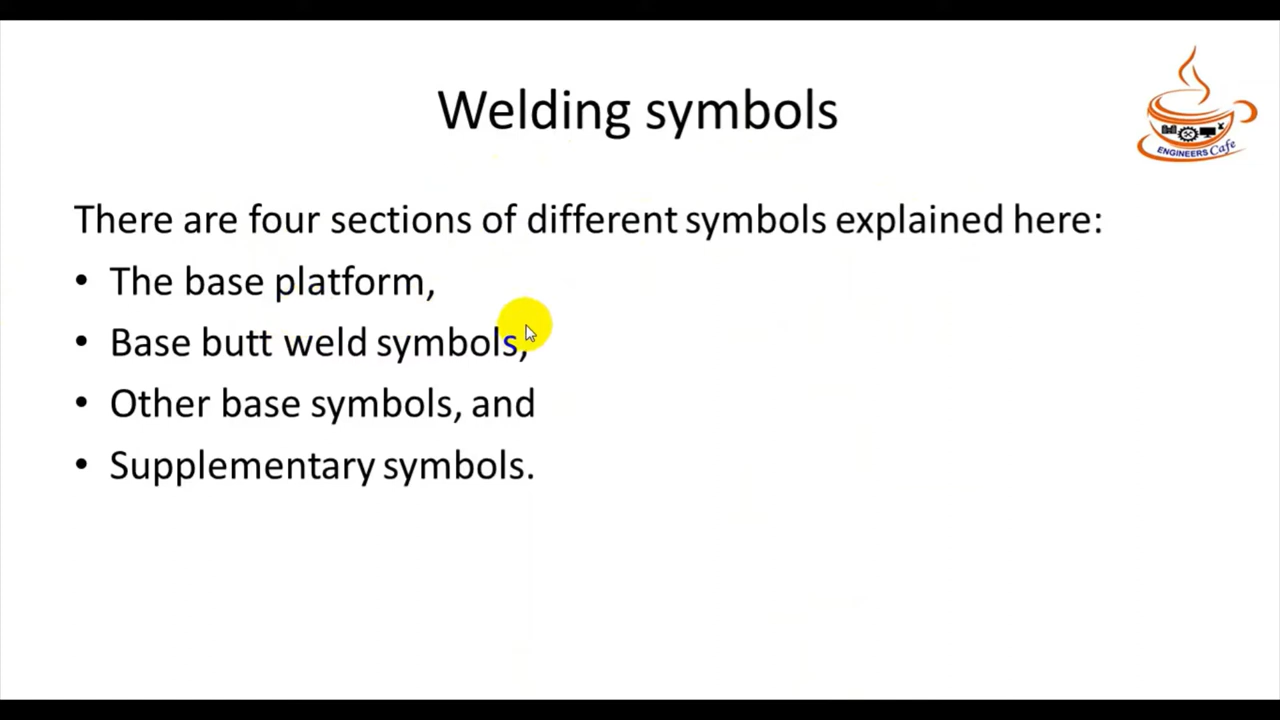 Welding symbols
ENGINEERS Cafe
There are four sections of different symbols explained here:
• The base platform,
• Base butt weld symbols,
• Other base symbols, and
• Supplementary symbols.